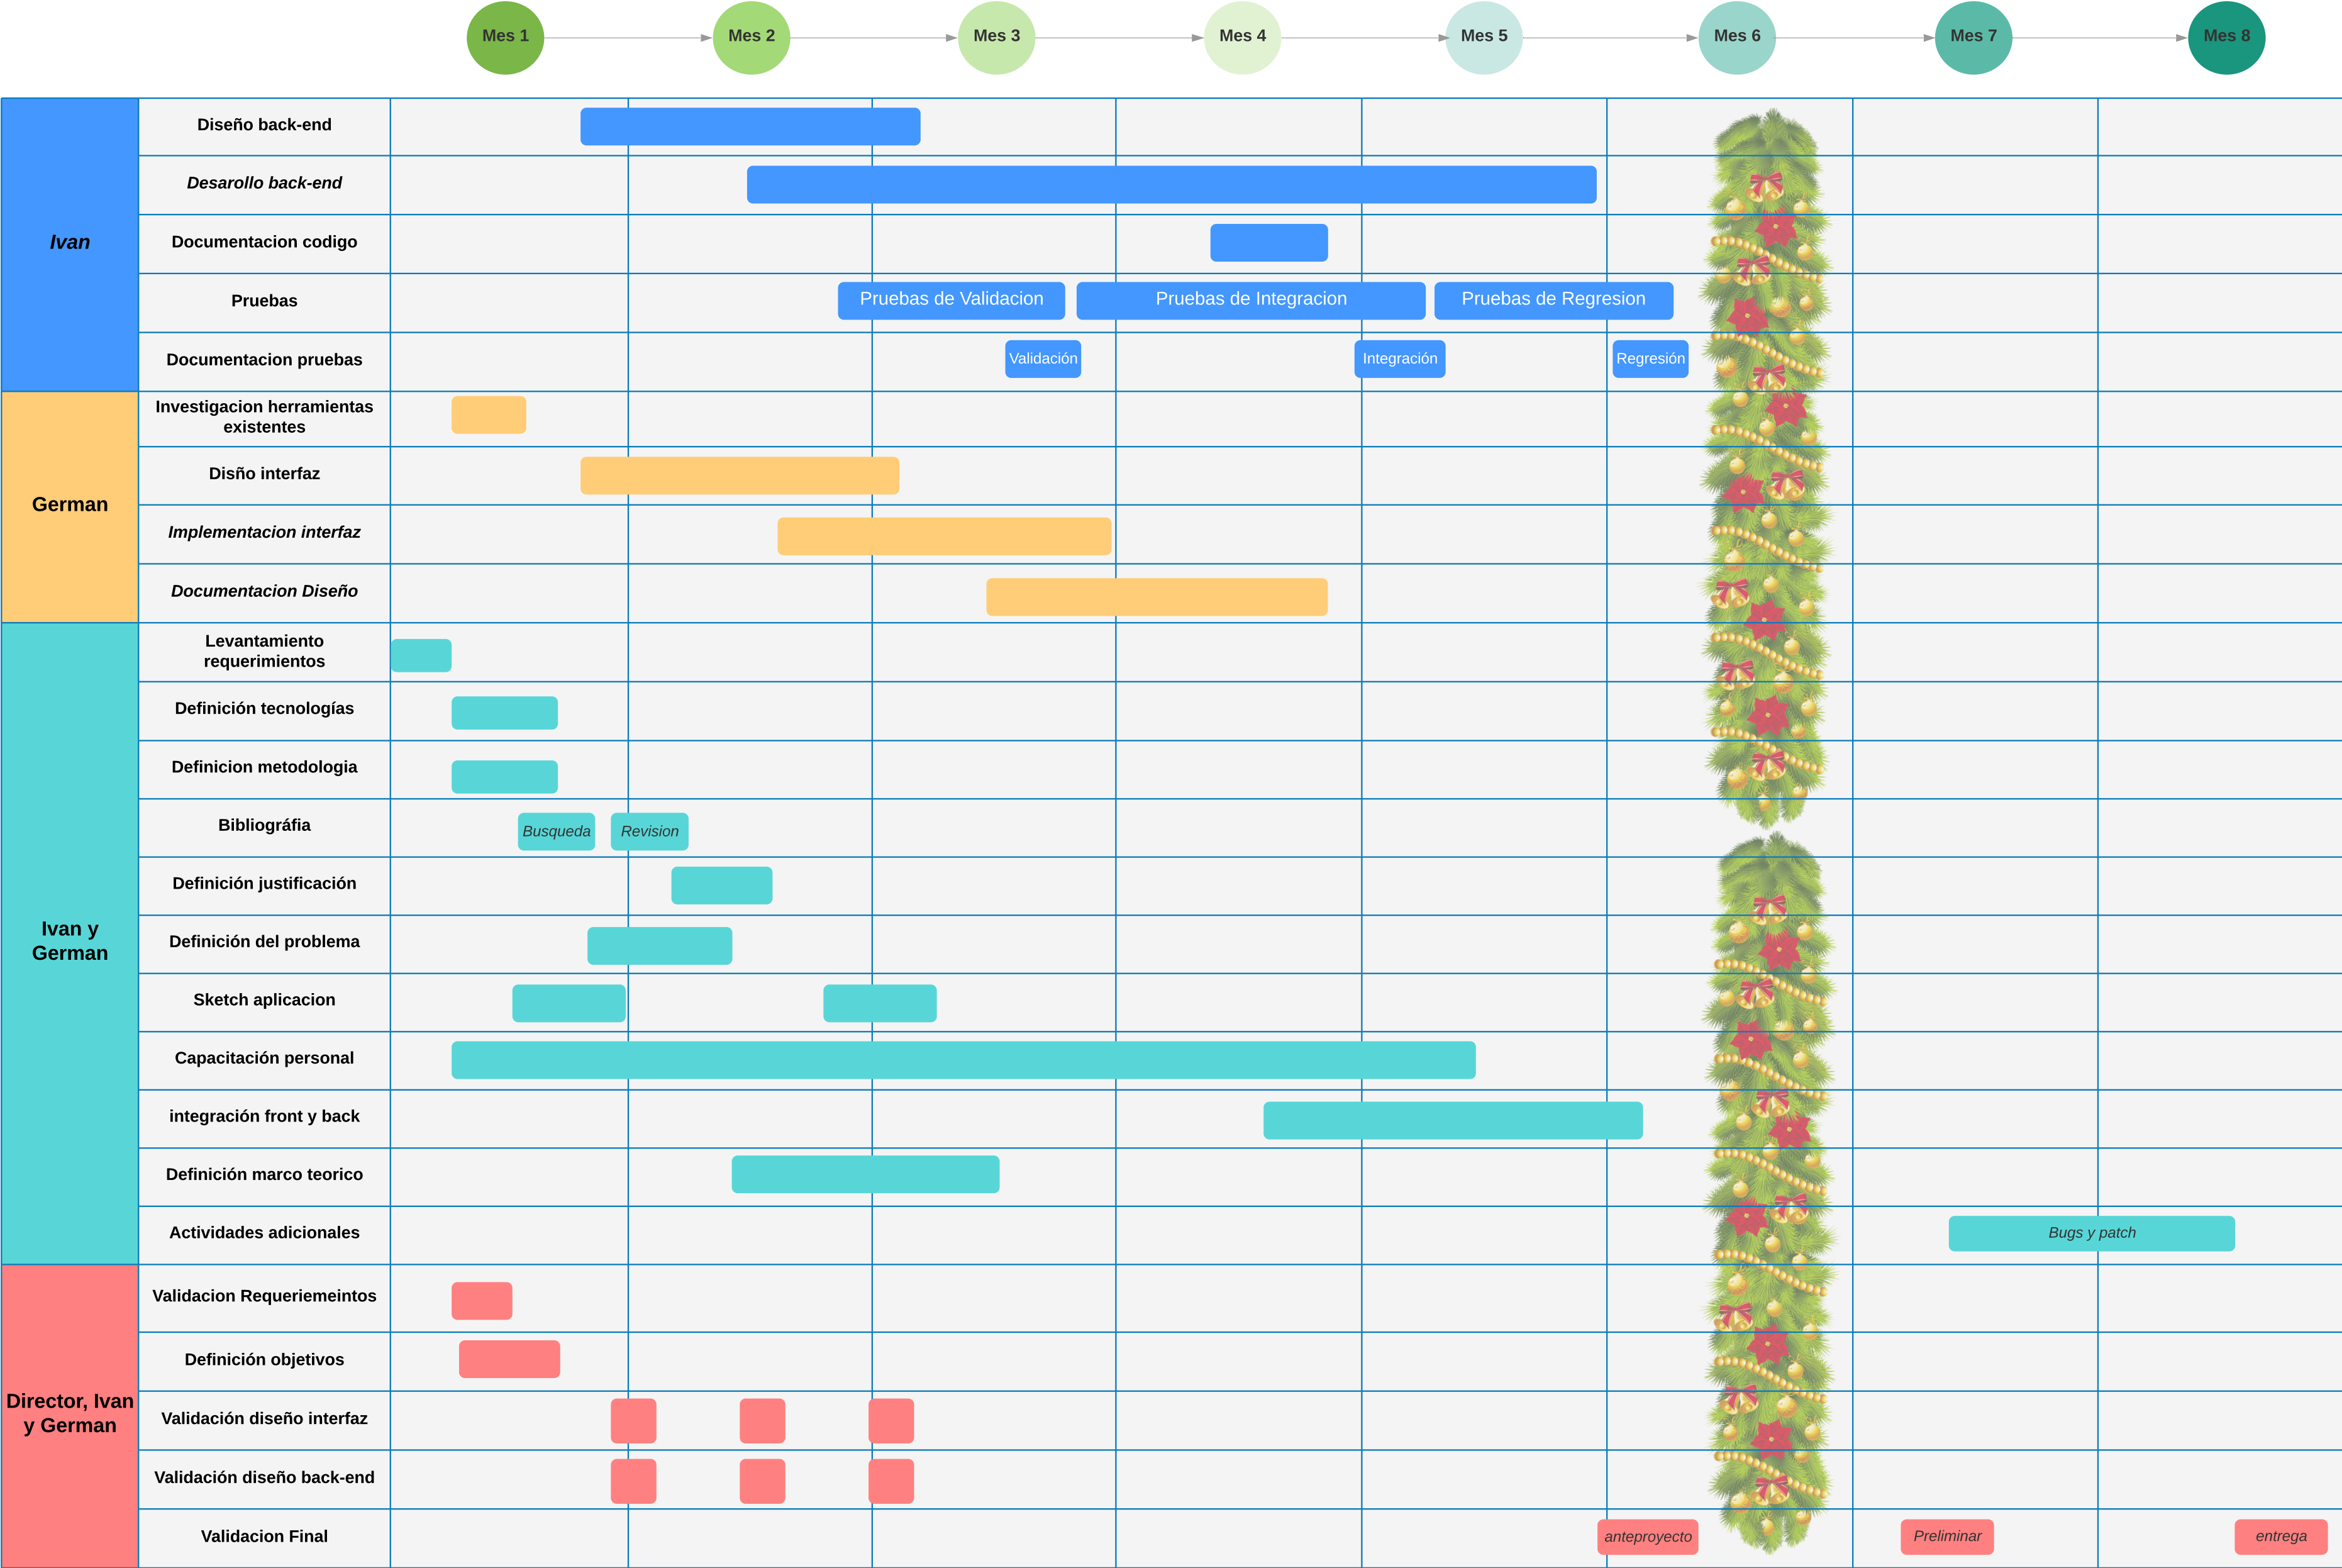 Mes 1
Mes 2
Mes 3
Mes 4
Mes 5
Mes 6
Mes 7
Mes 8
Ivan
Diseño back-end
Desarollo back-end
Documentacion codigo
Pruebas
Pruebas de Validacion
Pruebas de Integracion
Pruebas de Regresion
Documentacion pruebas
Validación
Integración
Regresión
German
Investigacion herramientas
existentes
Disño interfaz
Implementacion interfaz
Documentacion Diseño
Ivan y
German
Levantamiento
requerimientos
Definición tecnologías
Definicion metodologia
Bibliográfia
Busqueda
Revision
Definición justificación
Definición del problema
Sketch aplicacion
Capacitación personal
integración front y back
Definición marco teorico
Actividades adicionales
Bugs y patch
Director, Ivan
y German
Validacion Requeriemeintos
Definición objetivos
Validación diseño interfaz
Validación diseño back-end
Validacion Final
anteproyecto
Preliminar
entrega